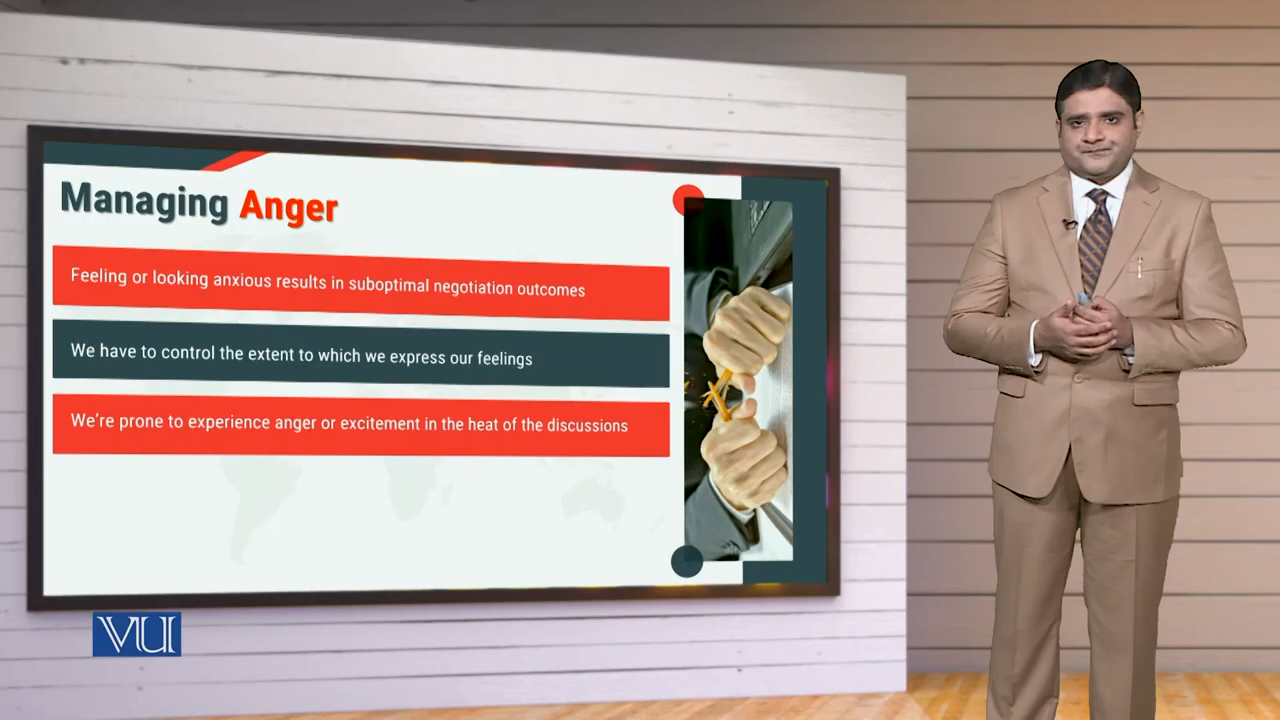 Managing Anger
Feeling or looking anxious results in suboptimal negotiation outcomes
We have to control the extent to which we express our feelings
We're prone to experience anger or excitement in the heat of the discussions
VU